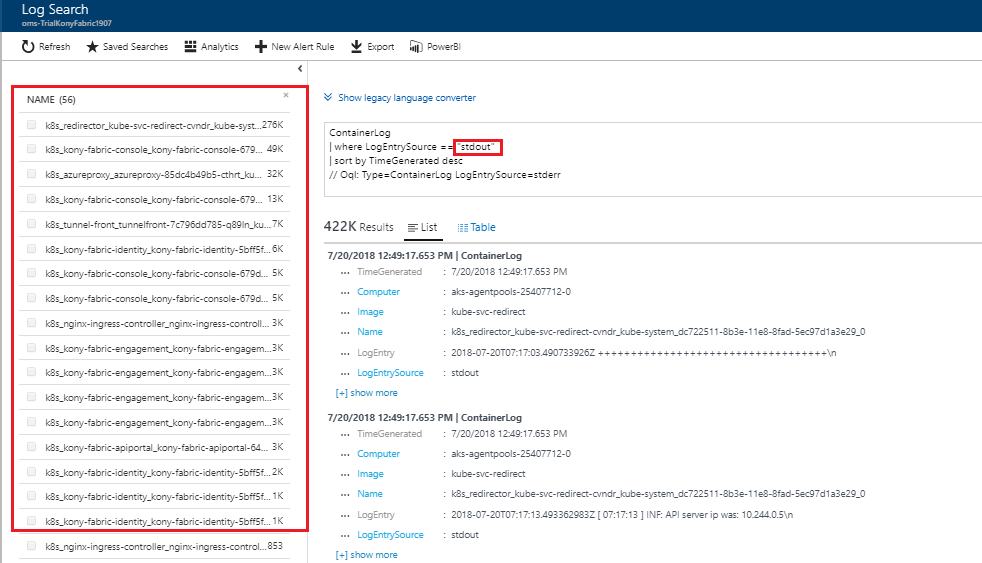 Log Search
oms-TrialKonyFabric1907
Refresh Saved Searches Analytics New Alert Rule Export PowerBI
NAME (56)
k8s_redirector_kube-svc-redirect-cvndr_kube-syst... 276K
k8s_kony-fabric-console_kony-fabric-console-679... 49K
k8s_azureproxy_azureproxy-85dc4b49b5-cthrt_ku... 32K
k8s_kony-fabric-console_kony-fabric-console-679... 13K
k8s_tunnel-front_tunnelfront-7c796dd785-q89ln_ku... 7K
k8s_kony-fabric-identity_kony-fabric-identity-5bff5f... 6K
k8s_kony-fabric-console_kony-fabric-console-679d... 5K
k8s_kony-fabric-console_kony-fabric-console-679d... 5K
k8s_nginx-ingress-controller_nginx-ingress-controll... 3K
k8s_kony-fabric-engagement_kony-fabric-engagem... 3K
k8s_kony-fabric-engagement_kony-fabric-engagem... 3K
k8s_kony-fabric-engagement_kony-fabric-engagem... 3K
k8s_kony-fabric-engagement_kony-fabric-engagem... 3K
k8s_kony-fabric-apiportal_kony-fabric-apiportal-64... 3K
k8s_kony-fabric-identity_kony-fabric-identity-5bff5f... 2K
k8s_kony-fabric-identity_kony-fabric-identity-5bff5f... 1K
k8s_kony-fabric-identity_kony-fabric-identity-5bff5f... 1K
k8s_nginx-ingress-controller_nginx-ingress-control... 853
Show legacy language converter
ContainerLog
| where LogEntrySource == "stdout"
| sort by TimeGenerated desc
// Oql: Type=ContainerLog LogEntrySource=stderr
422K Results List Table
7/20/2018 12:49:17.653 PM | ContainerLog
... TimeGenerated : 7/20/2018 12:49:17.653 PM
... Computer : aks-agentpools-25407712-0
... Image : kube-svc-redirect
... Name : k8s_redirector_kube-svc-redirect-cvndr_kube-system_dc722511-8b3e-11e8-8fad-5ec97d1a3e29_0
... LogEntry : 2018-07-20T07:17:03.490733926Z +++++++++++++++++++++++++++++++++++\n
... LogEntrySource : stdout
[+] show more
7/20/2018 12:49:17.653 PM | ContainerLog
... TimeGenerated : 7/20/2018 12:49:17.653 PM
... Computer : aks-agentpools-25407712-0
... Image : kube-svc-redirect
... Name : k8s_redirector_kube-svc-redirect-cvndr_kube-system_dc722511-8b3e-11e8-8fad-5ec97d1a3e29_0
... LogEntry : 2018-07-20T07:17:13.493362983Z [ 07:17:13 ] INF: API server ip was: 10.244.0.5\n
... LogEntrySource : stdout
[+] show more